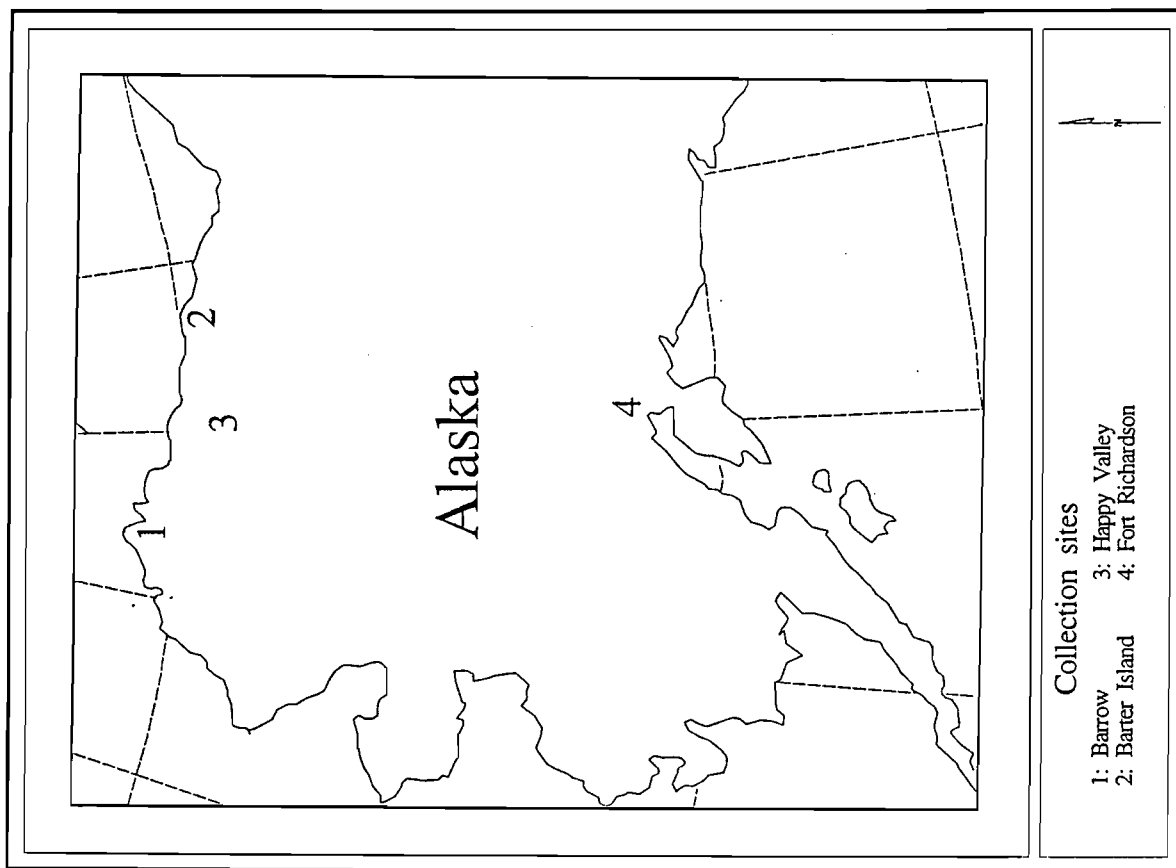 1
2
3
Alaska
4
Collection sites
1: Barrow 3: Happy Valley
2: Barter Island 4: Fort Richardson
N